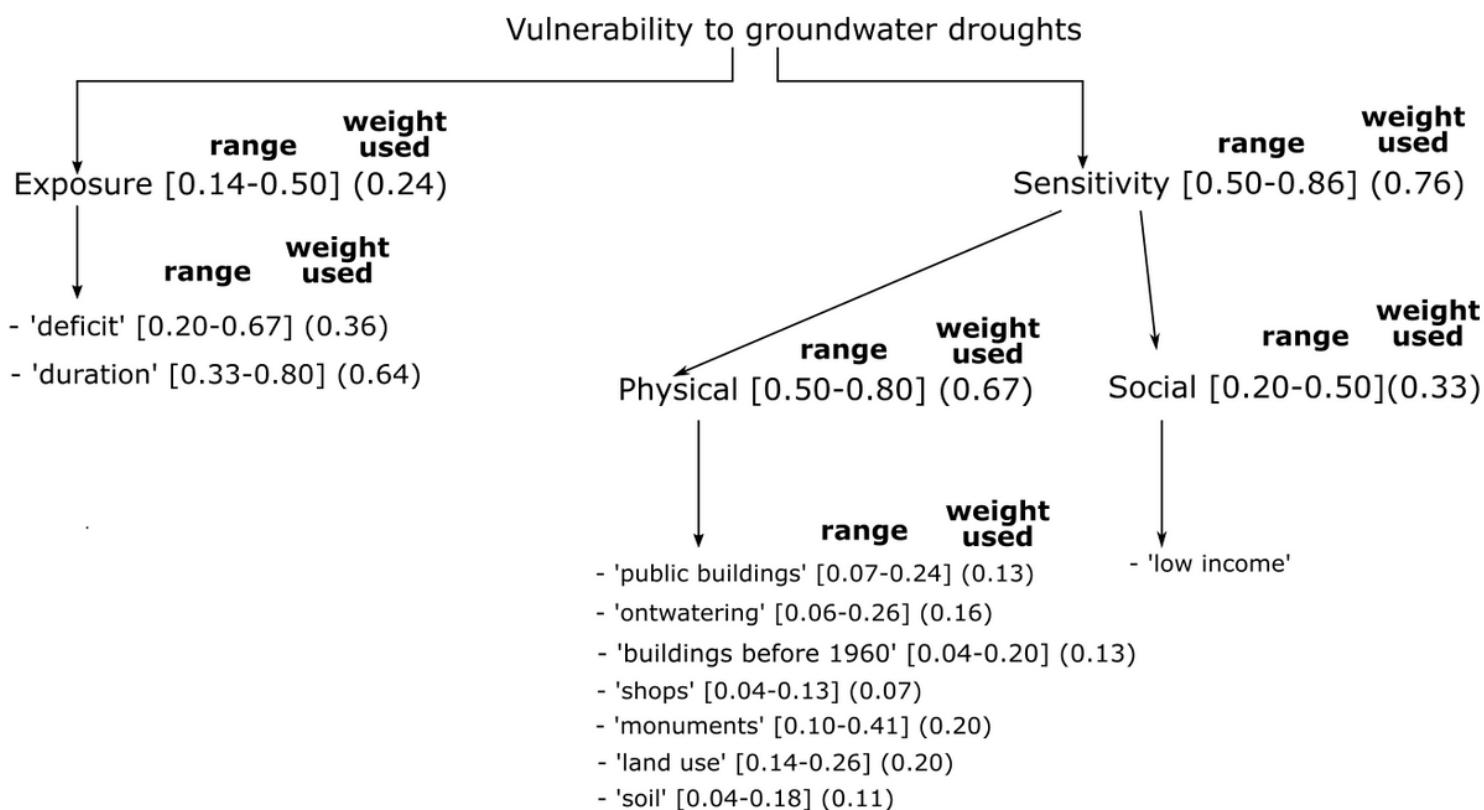 Vulnerability to groundwater droughts
range
weight
used
Exposure [0.14-0.50] (0.24)
range
weight
used
- 'deficit' [0.20-0.67] (0.36)
- 'duration' [0.33-0.80] (0.64)
range
weight
used
Sensitivity [0.50-0.86] (0.76)
range
weight
used
Physical [0.50-0.80] (0.67)
range
weight
used
- 'public buildings' [0.07-0.24] (0.13)
- 'ontwatering' [0.06-0.26] (0.16)
- 'buildings before 1960' [0.04-0.20] (0.13)
- 'shops' [0.04-0.13] (0.07)
- 'monuments' [0.10-0.41] (0.20)
- 'land use' [0.14-0.26] (0.20)
- 'soil' [0.04-0.18] (0.11)
range
weight
used
Social [0.20-0.50](0.33)
- 'low income'